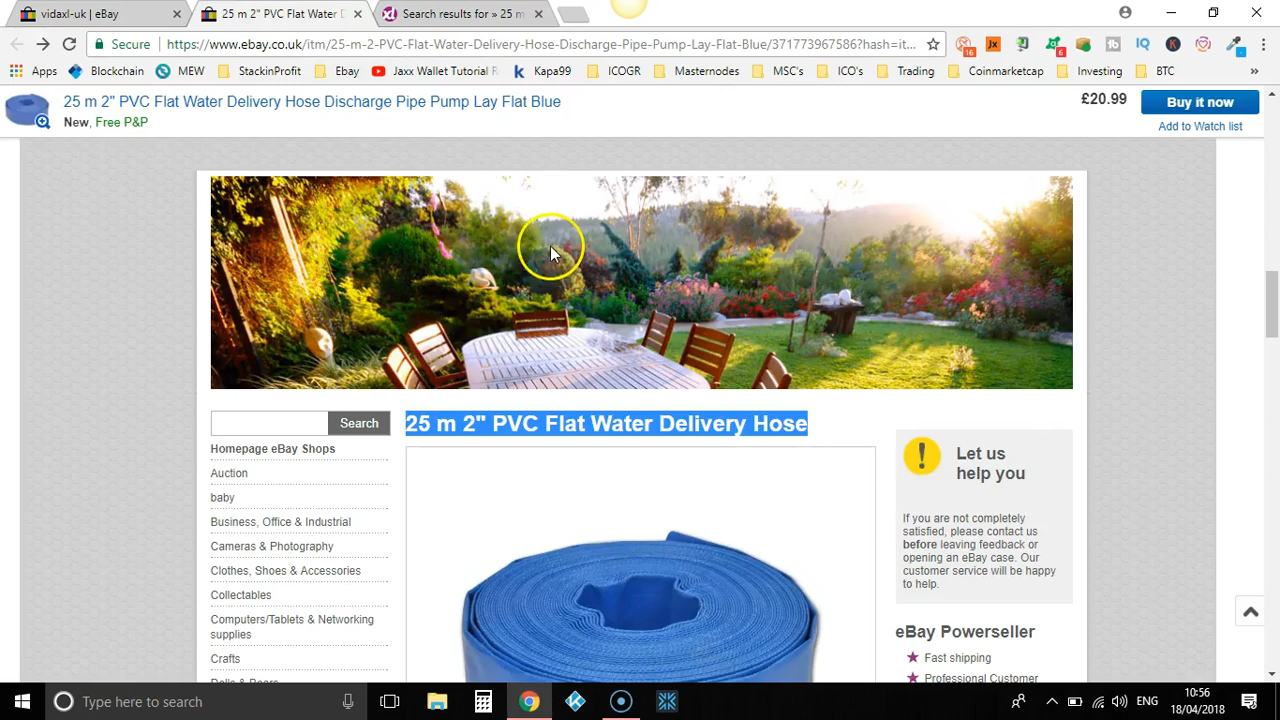 vidaxl-uk | eBay
25 m 2" PVC Flat Water D
Search results for » 25 m
Secure
https://www.ebay.co.uk/itm/25-m-2-PVC-Flat-Water-Delivery-Hose-Discharge-Pipe-Pump-Lay-Flat-Blue/371773967586?hash=it...
Apps
Blockchain
MEW
StackinProfit
Ebay
Jaxx Wallet Tutorial R
Kapa99
ICOGR
Masternodes
MSC's
ICO's
Trading
Coinmarketcap
Investing
BTC
»
25 m 2" PVC Flat Water Delivery Hose Discharge Pipe Pump Lay Flat Blue
New, Free P&P
£20.99
Buy it now
Add to Watch list
Search
Homepage eBay Shops
Auction
baby
Business, Office & Industrial
Cameras & Photography
Clothes, Shoes & Accessories
Collectables
Computers/Tablets & Networking
supplies
Crafts
25 m 2" PVC Flat Water Delivery Hose
!
Let us
help you
If you are not completely
satisfied, please contact us
before leaving feedback or
opening an eBay case. Our
customer service will be happy
to help.
eBay Powerseller
Fast shipping
Professional Customer
Type here to search
ENG
10:56
18/04/2018